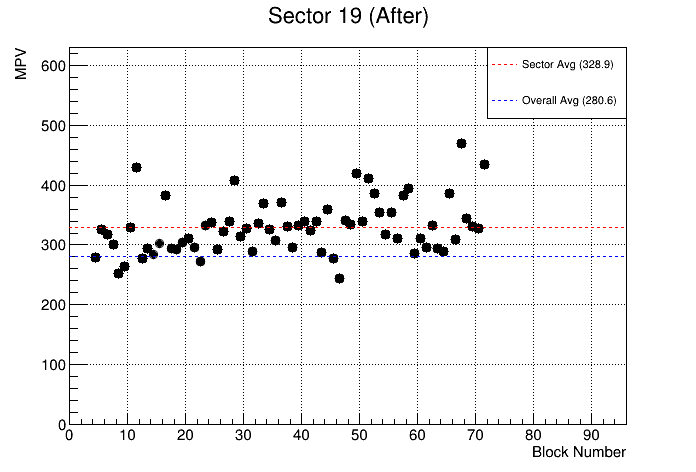 Sector 19 (After)
MPV
600
500
400
300
200
100
0
0 10 20 30 40 50 60 70 80 90
Block Number
Sector Avg (328.9)
Overall Avg (280.6)